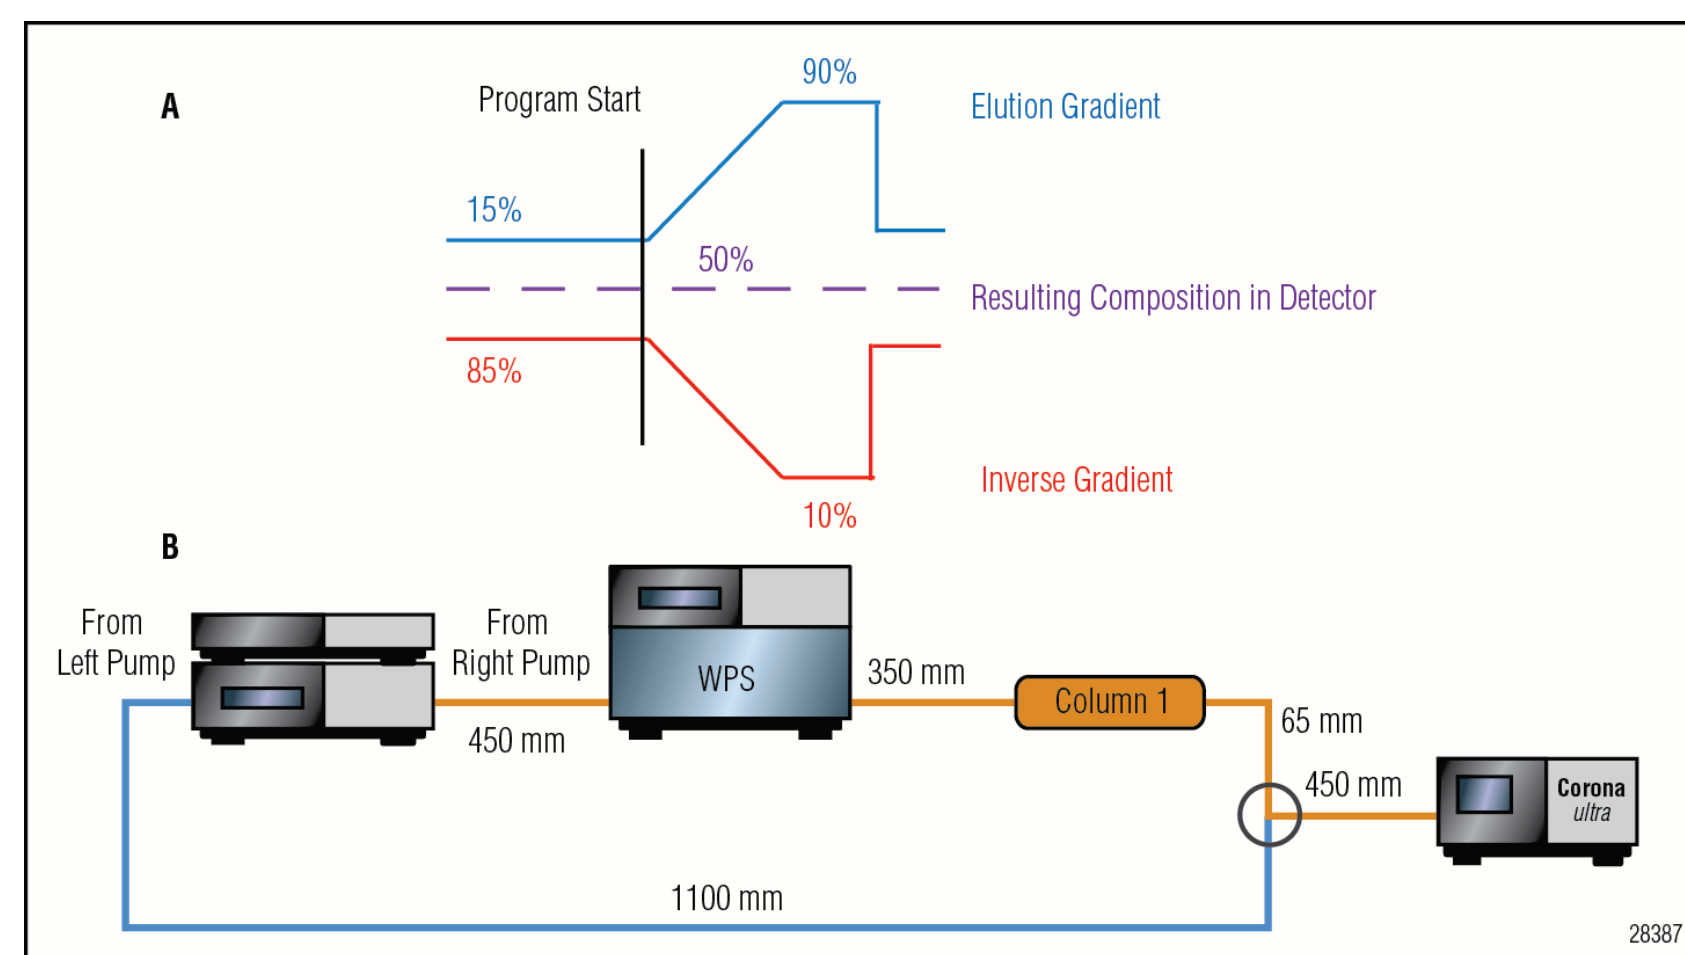 A
Program Start
90%
Elution Gradient
15%
50%
Resulting Composition in Detector
85%
Inverse Gradient
10%
B
From
Left Pump
From
Right Pump
450 mm
WPS
350 mm
Column 1
65 mm
450 mm
Corona
ultra
1100 mm
28387